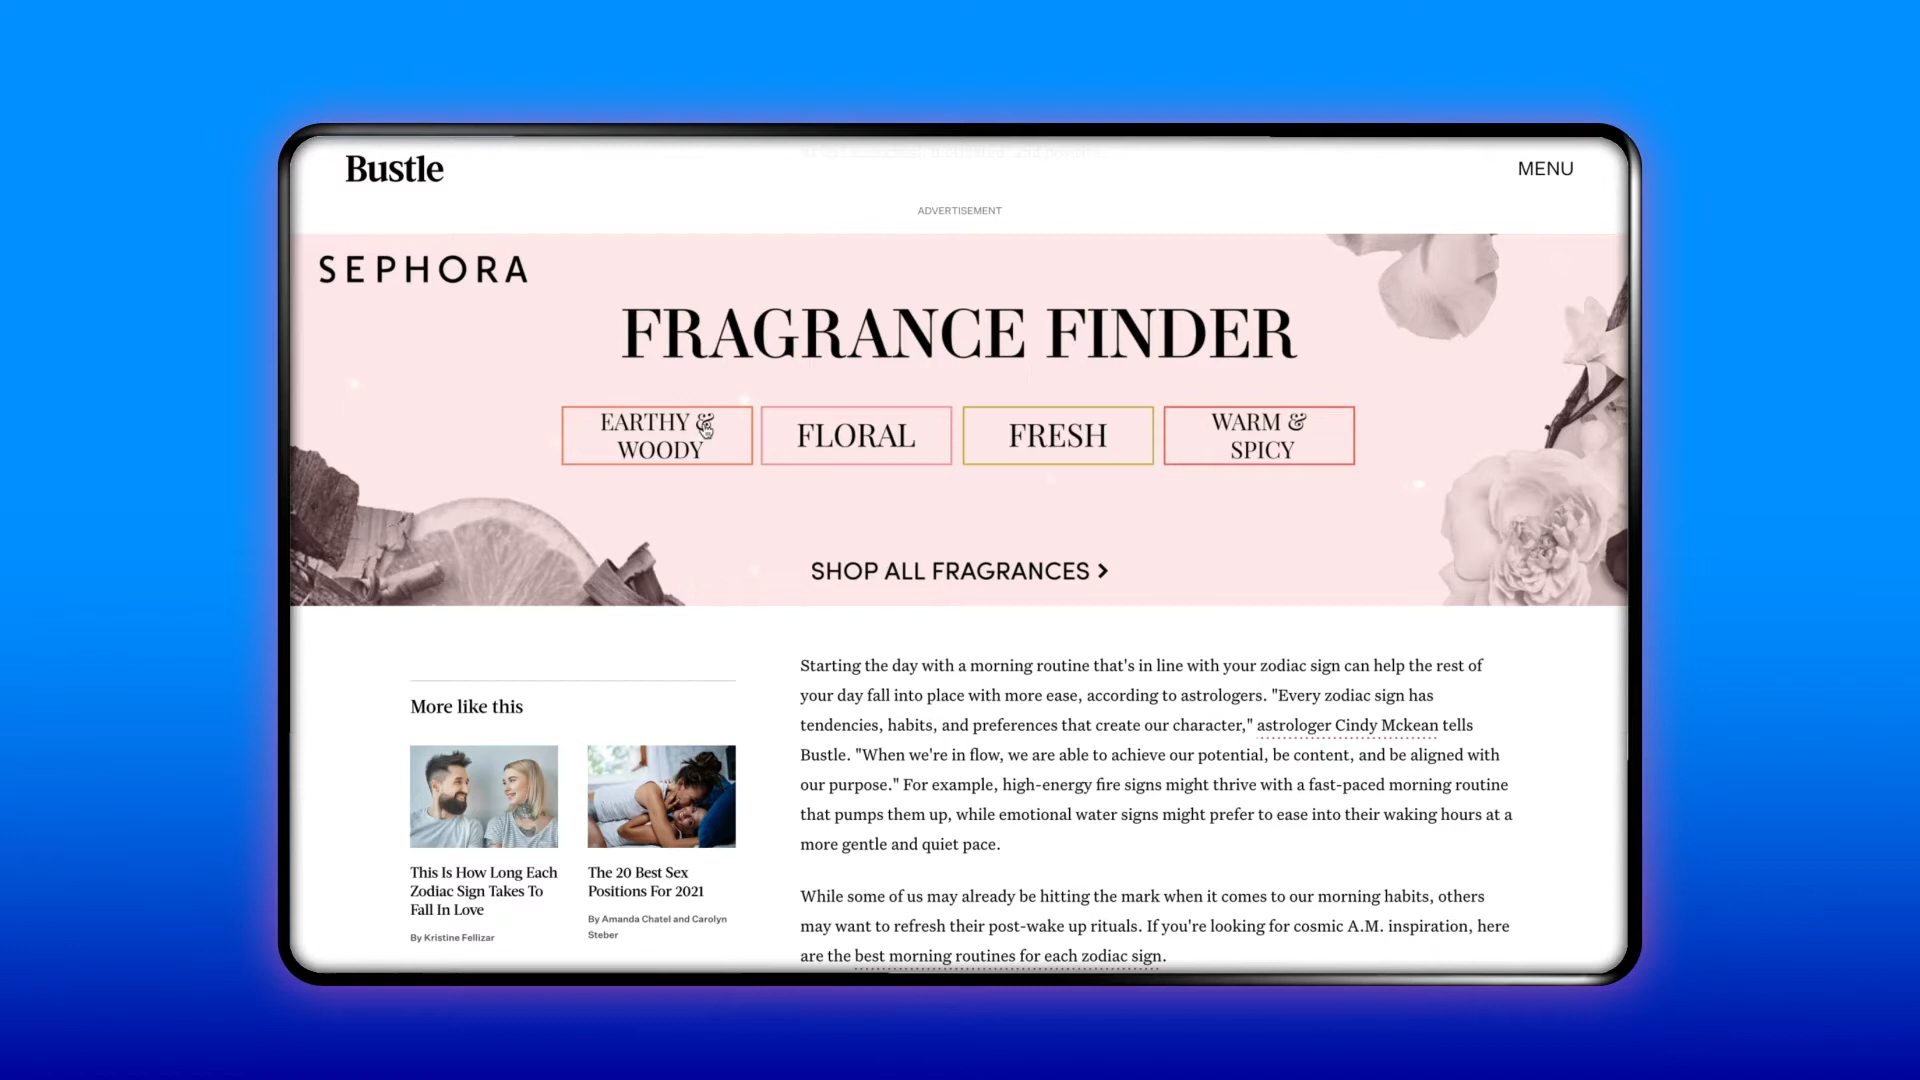 Bustle
MENU
ADVERTISEMENT
SEPHORA
FRAGRANCE FINDER
EARTHY &
WOODY
FLORAL
FRESH
WARM &
SPICY
SHOP ALL FRAGRANCES >
More like this
This Is How Long Each
Zodiac Sign Takes To
Fall In Love
By Kristine Fellizar
The 20 Best Sex
Positions For 2021
By Amanda Chatel and Carolyn
Steber
Starting the day with a morning routine that's in line with your zodiac sign can help the rest of
your day fall into place with more ease, according to astrologers. "Every zodiac sign has
tendencies, habits, and preferences that create our character," astrologer Cindy Mckean tells
Bustle. "When we're in flow, we are able to achieve our potential, be content, and be aligned with
our purpose." For example, high-energy fire signs might thrive with a fast-paced morning routine
that pumps them up, while emotional water signs might prefer to ease into their waking hours at a
more gentle and quiet pace.
While some of us may already be hitting the mark when it comes to our morning habits, others
may want to refresh their post-wake up rituals. If you're looking for cosmic A.M. inspiration, here
are the best morning routines for each zodiac sign.